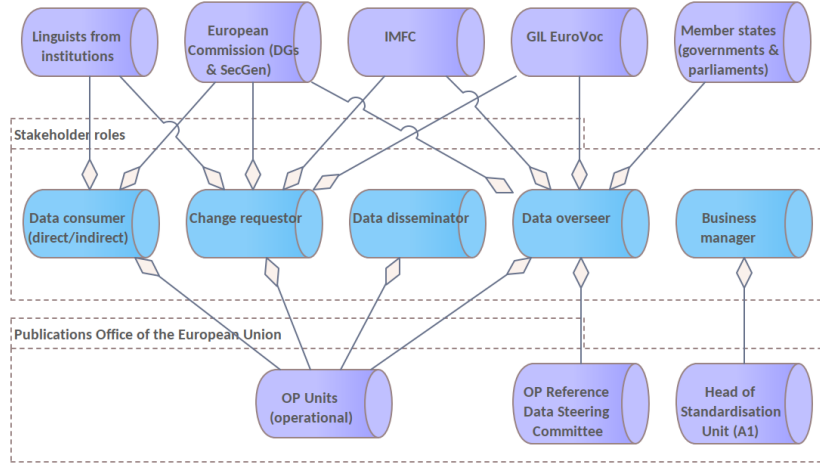 Linguists from
institutions
European
Commission (DGs
& SecGen)
IMFC
GIL EuroVoc
Member states
(governments &
parliaments)
Stakeholder roles
Data consumer
(direct/indirect)
Change requestor
Data disseminator
Data overseer
Business
manager
Publications Office of the European Union
OP Units
(operational)
OP Reference
Data Steering
Committee
Head of
Standardisation
Unit (A1)